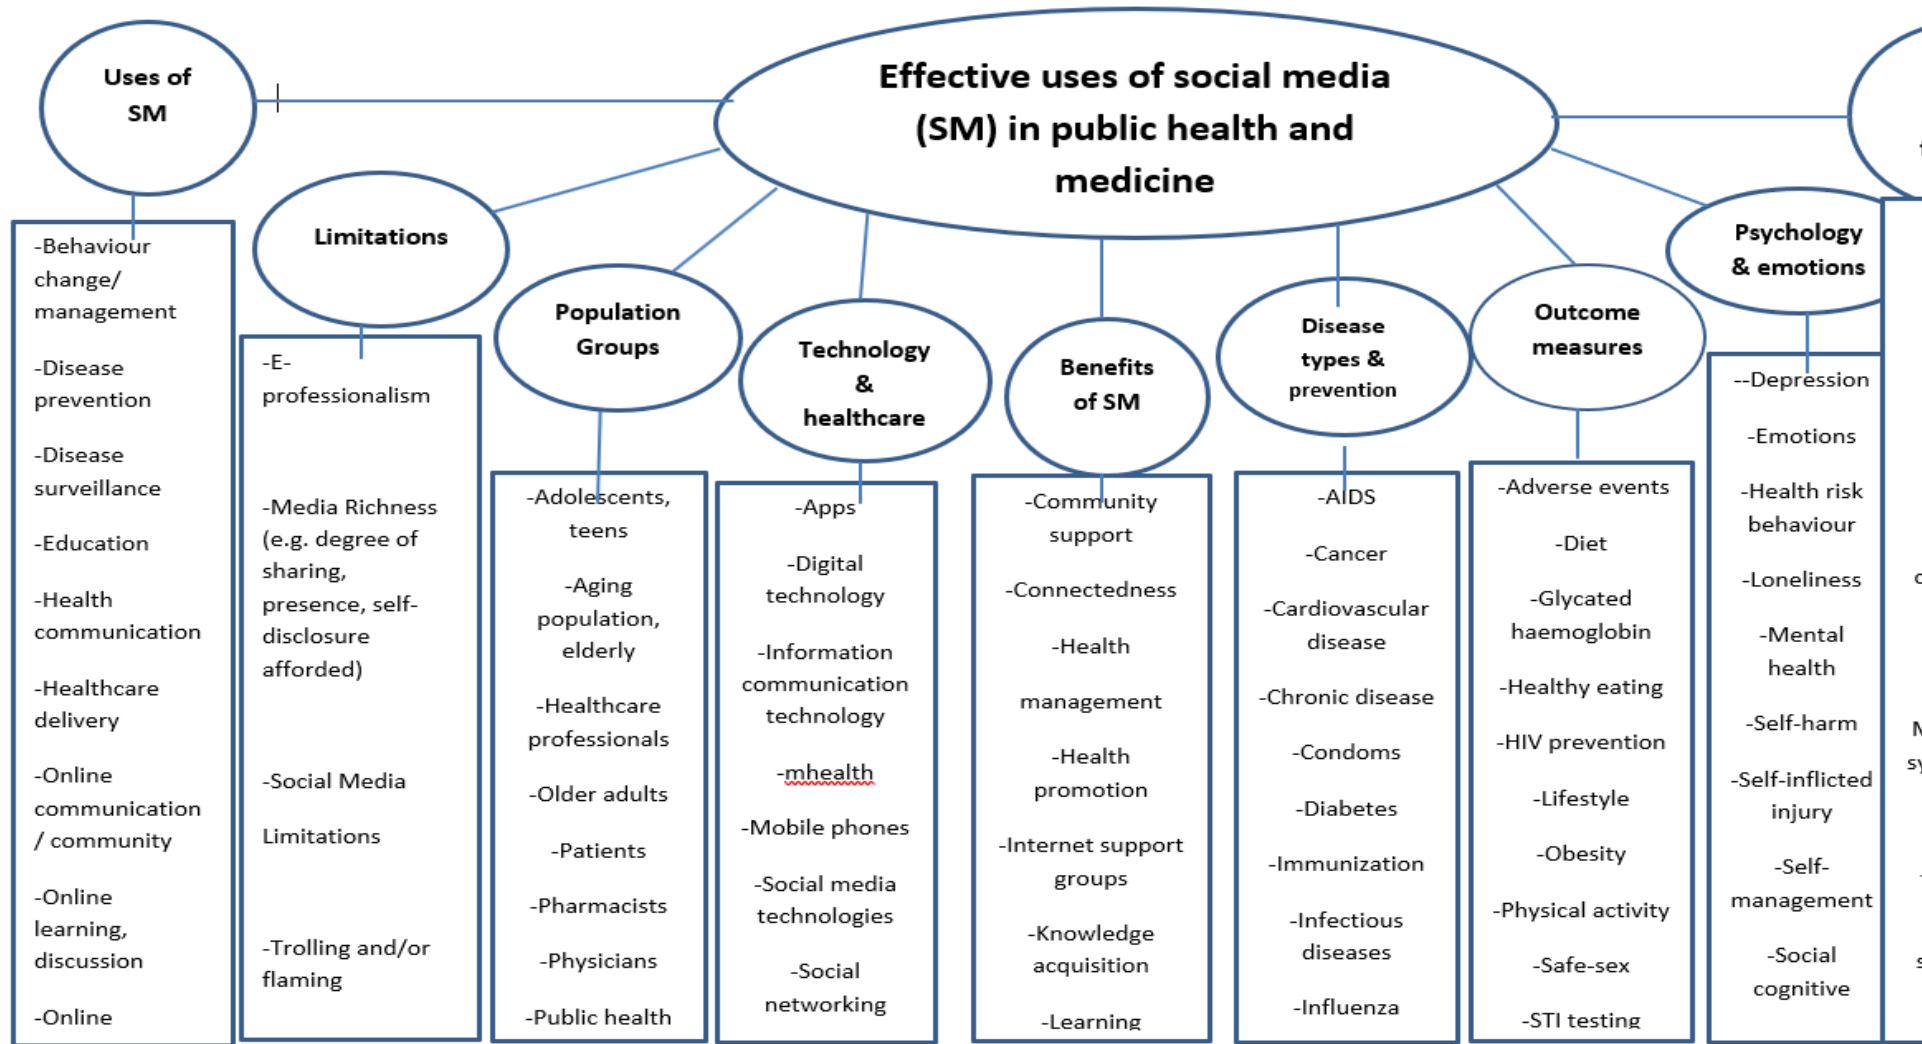 Effective uses of social media
(SM) in public health and
medicine
Uses of
SM
-Behaviour
change/
management
-Disease
prevention
-Disease
surveillance
-Education
-Health
communication
-Healthcare
delivery
-Online
communication
/ community
-Online
learning,
discussion
-Online
Limitations
-E-
professionalism
-Media Richness
(e.g. degree of
sharing,
presence, self-
disclosure
afforded)
-Social Media
Limitations
-Trolling and/or
flaming
Population
Groups
-Adolescents,
teens
-Aging
population,
elderly
-Healthcare
professionals
-Older adults
-Patients
-Pharmacists
-Physicians
-Public health
Technology
&
healthcare
-Apps
-Digital
technology
-Information
communication
technology
-mhealth
-Mobile phones
-Social media
technologies
-Social
networking
Benefits
of SM
-Community
support
-Connectedness
-Health
management
-Health
promotion
-Internet support
groups
-Knowledge
acquisition
-Learning
Disease
types &
prevention
-AIDS
-Cancer
-Cardiovascular
disease
-Chronic disease
-Condoms
-Diabetes
-Immunization
-Infectious
diseases
-Influenza
Outcome
measures
-Adverse events
-Diet
-Glycated
haemoglobin
-Healthy eating
-HIV prevention
-Lifestyle
-Obesity
-Physical activity
-Safe-sex
-STI testing
Psychology
& emotions
--Depression
-Emotions
-Health risk
behaviour
-Loneliness
-Mental
health
-Self-harm
-Self-inflicted
injury
-Self-
management
-Social
cognitive